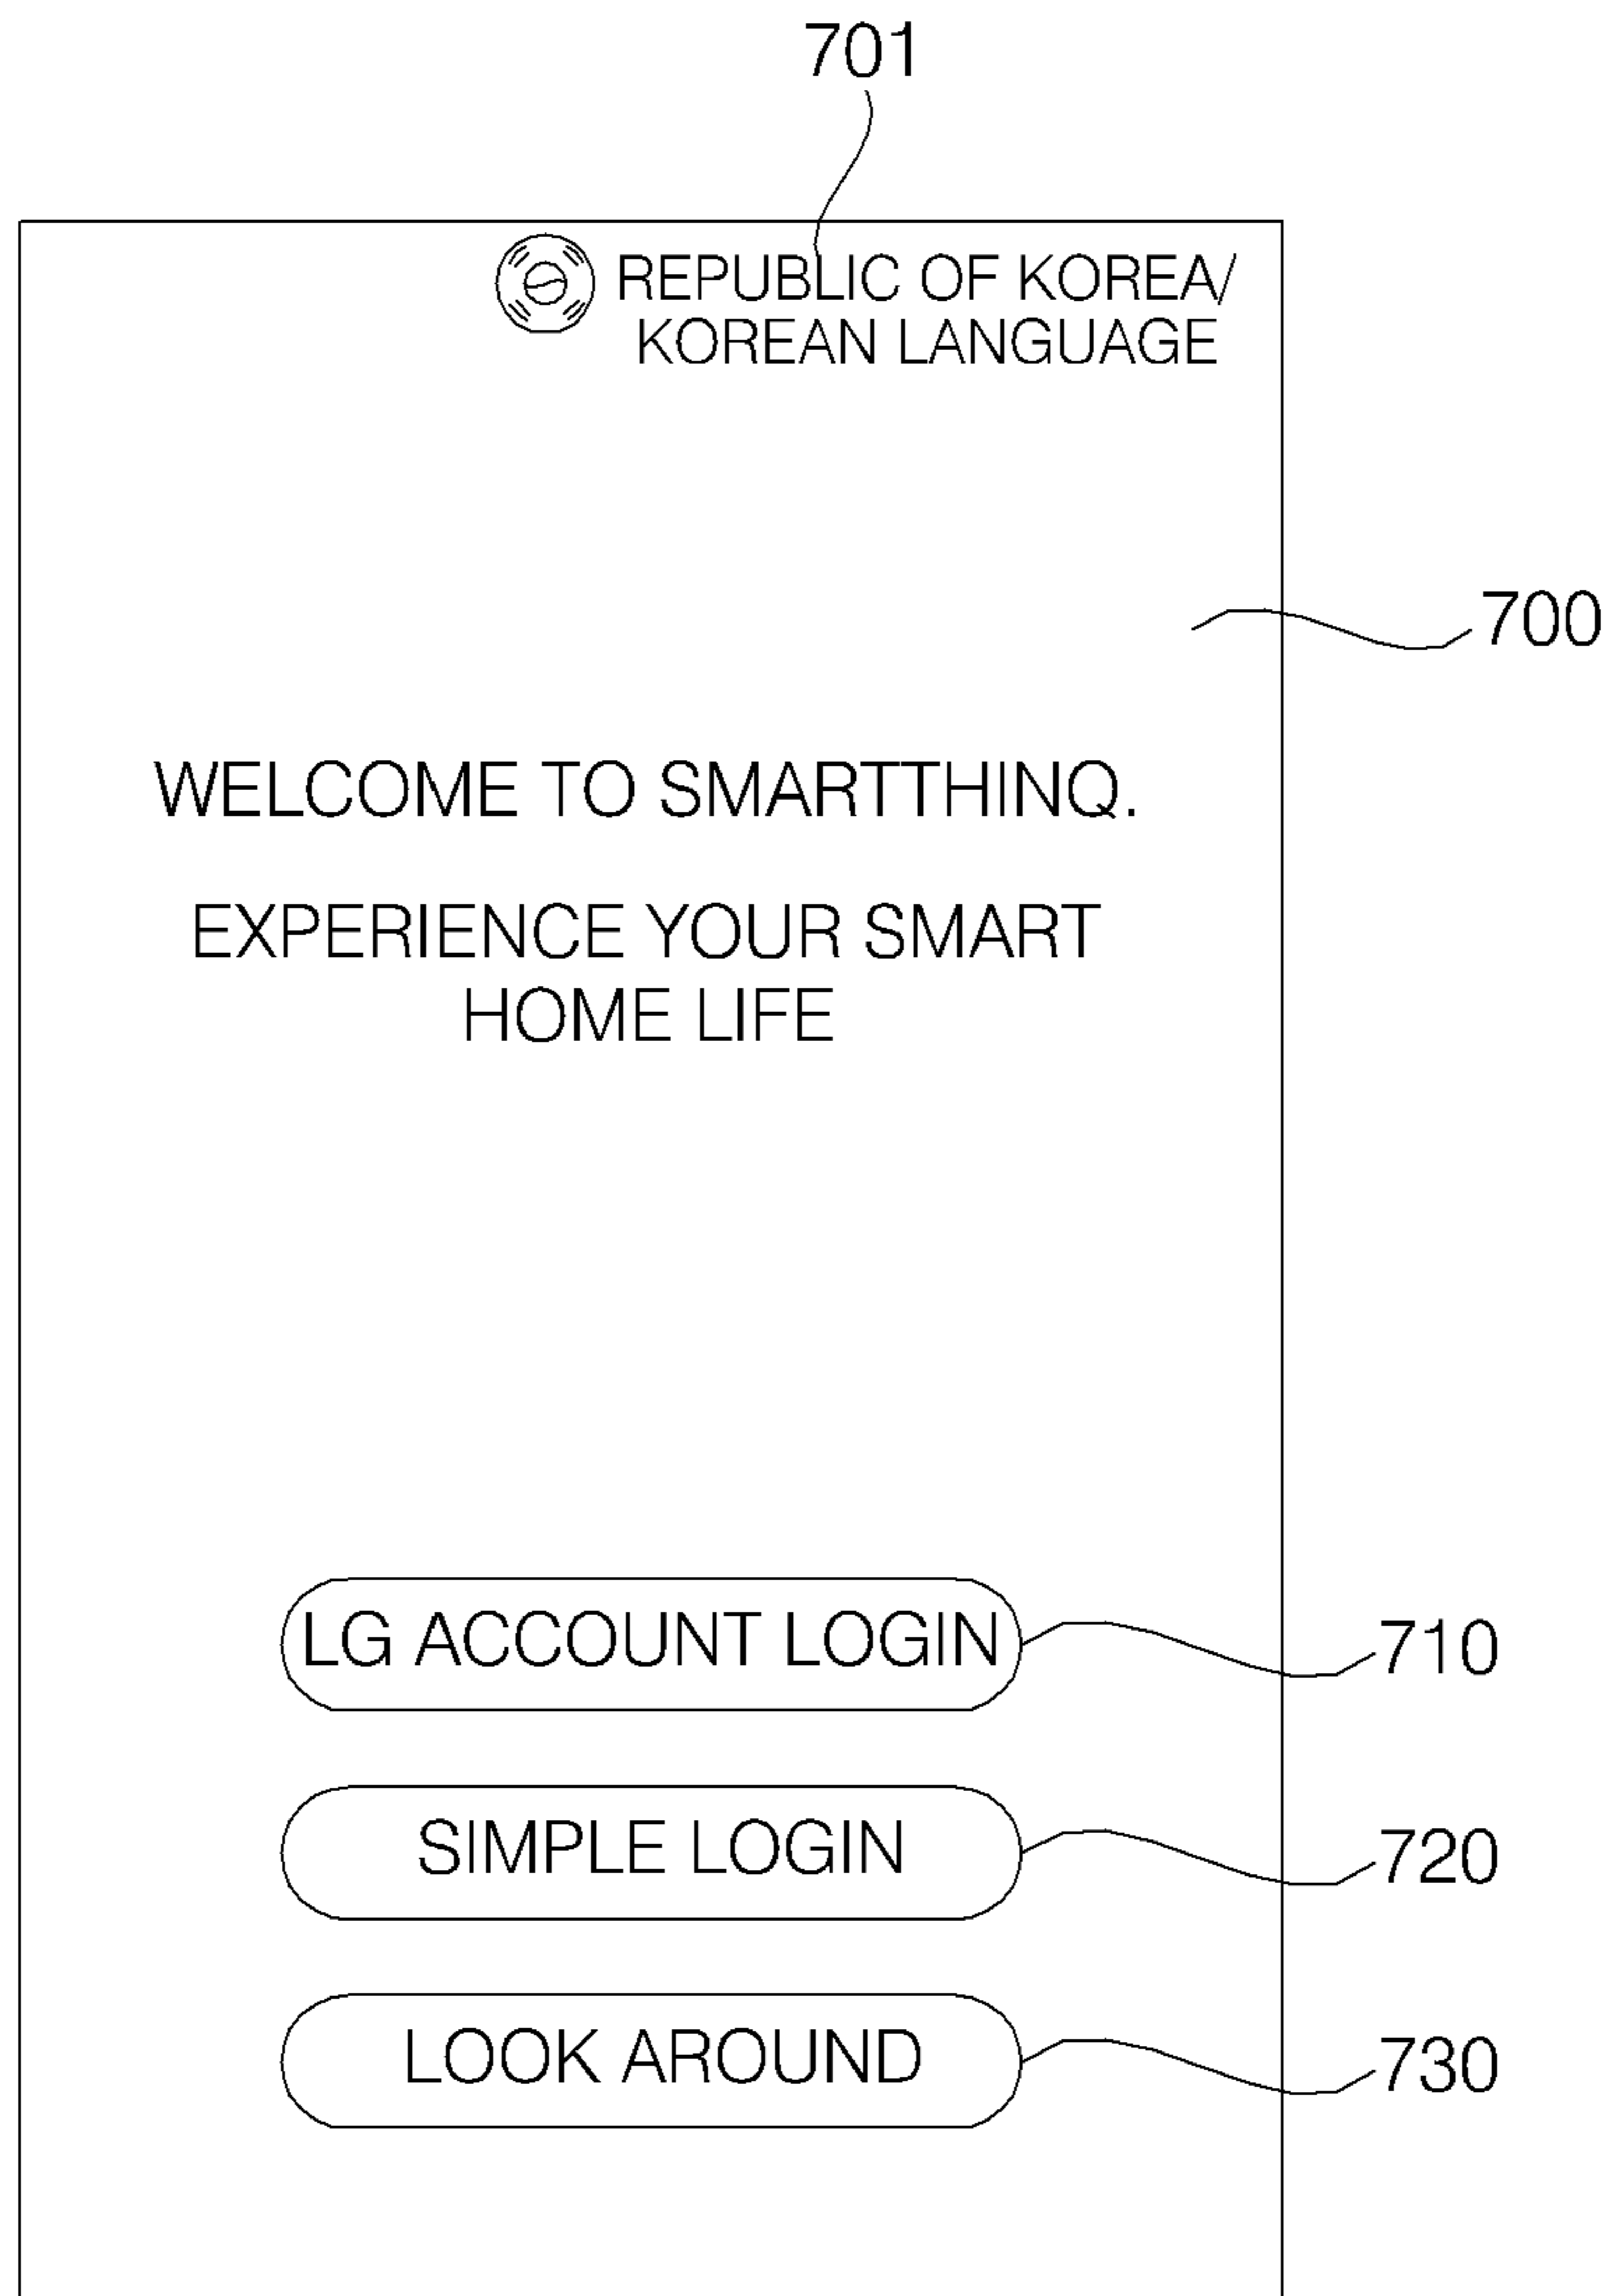 701
REPUBLIC OF KOREA/
KOREAN LANGUAGE
700
WELCOME TO SMARTTHINQ.
EXPERIENCE YOUR SMART
HOME LIFE
LG ACCOUNT LOGIN
710
SIMPLE LOGIN
720
LOOK AROUND
730